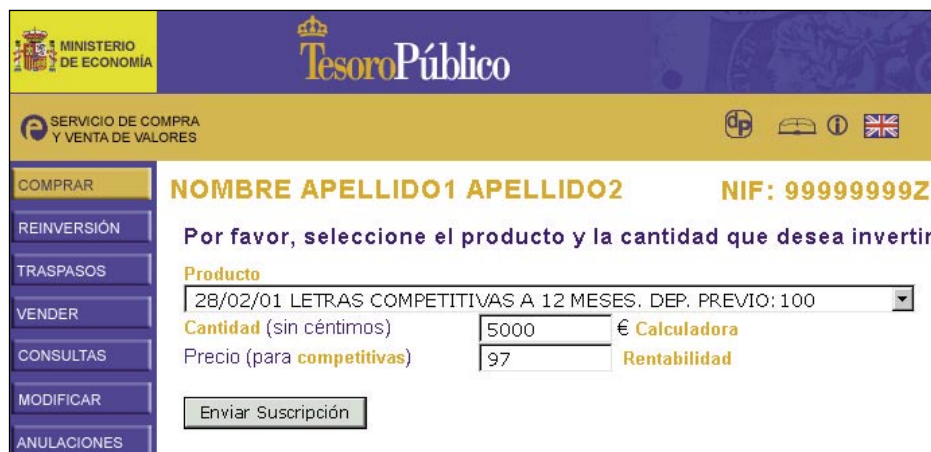 MINISTERIO
DE ECONOMÍA
TesoroPúblico
SERVICIO DE COMPRA
Y VENTA DE VALORES
dp
COMPRAR
REINVERSIÓN
TRASPASOS
VENDER
CONSULTAS
MODIFICAR
ANULACIONES
NOMBRE APELLIDO1 APELLIDO2 NIF: 99999999Z
Por favor, seleccione el producto y la cantidad que desea invertir
Producto
28/02/01 LETRAS COMPETITIVAS A 12 MESES. DEP. PREVIO: 100
Cantidad (sin céntimos) 5000 € Calculadora
Precio (para competitivas) 97 Rentabilidad
Enviar Suscripción